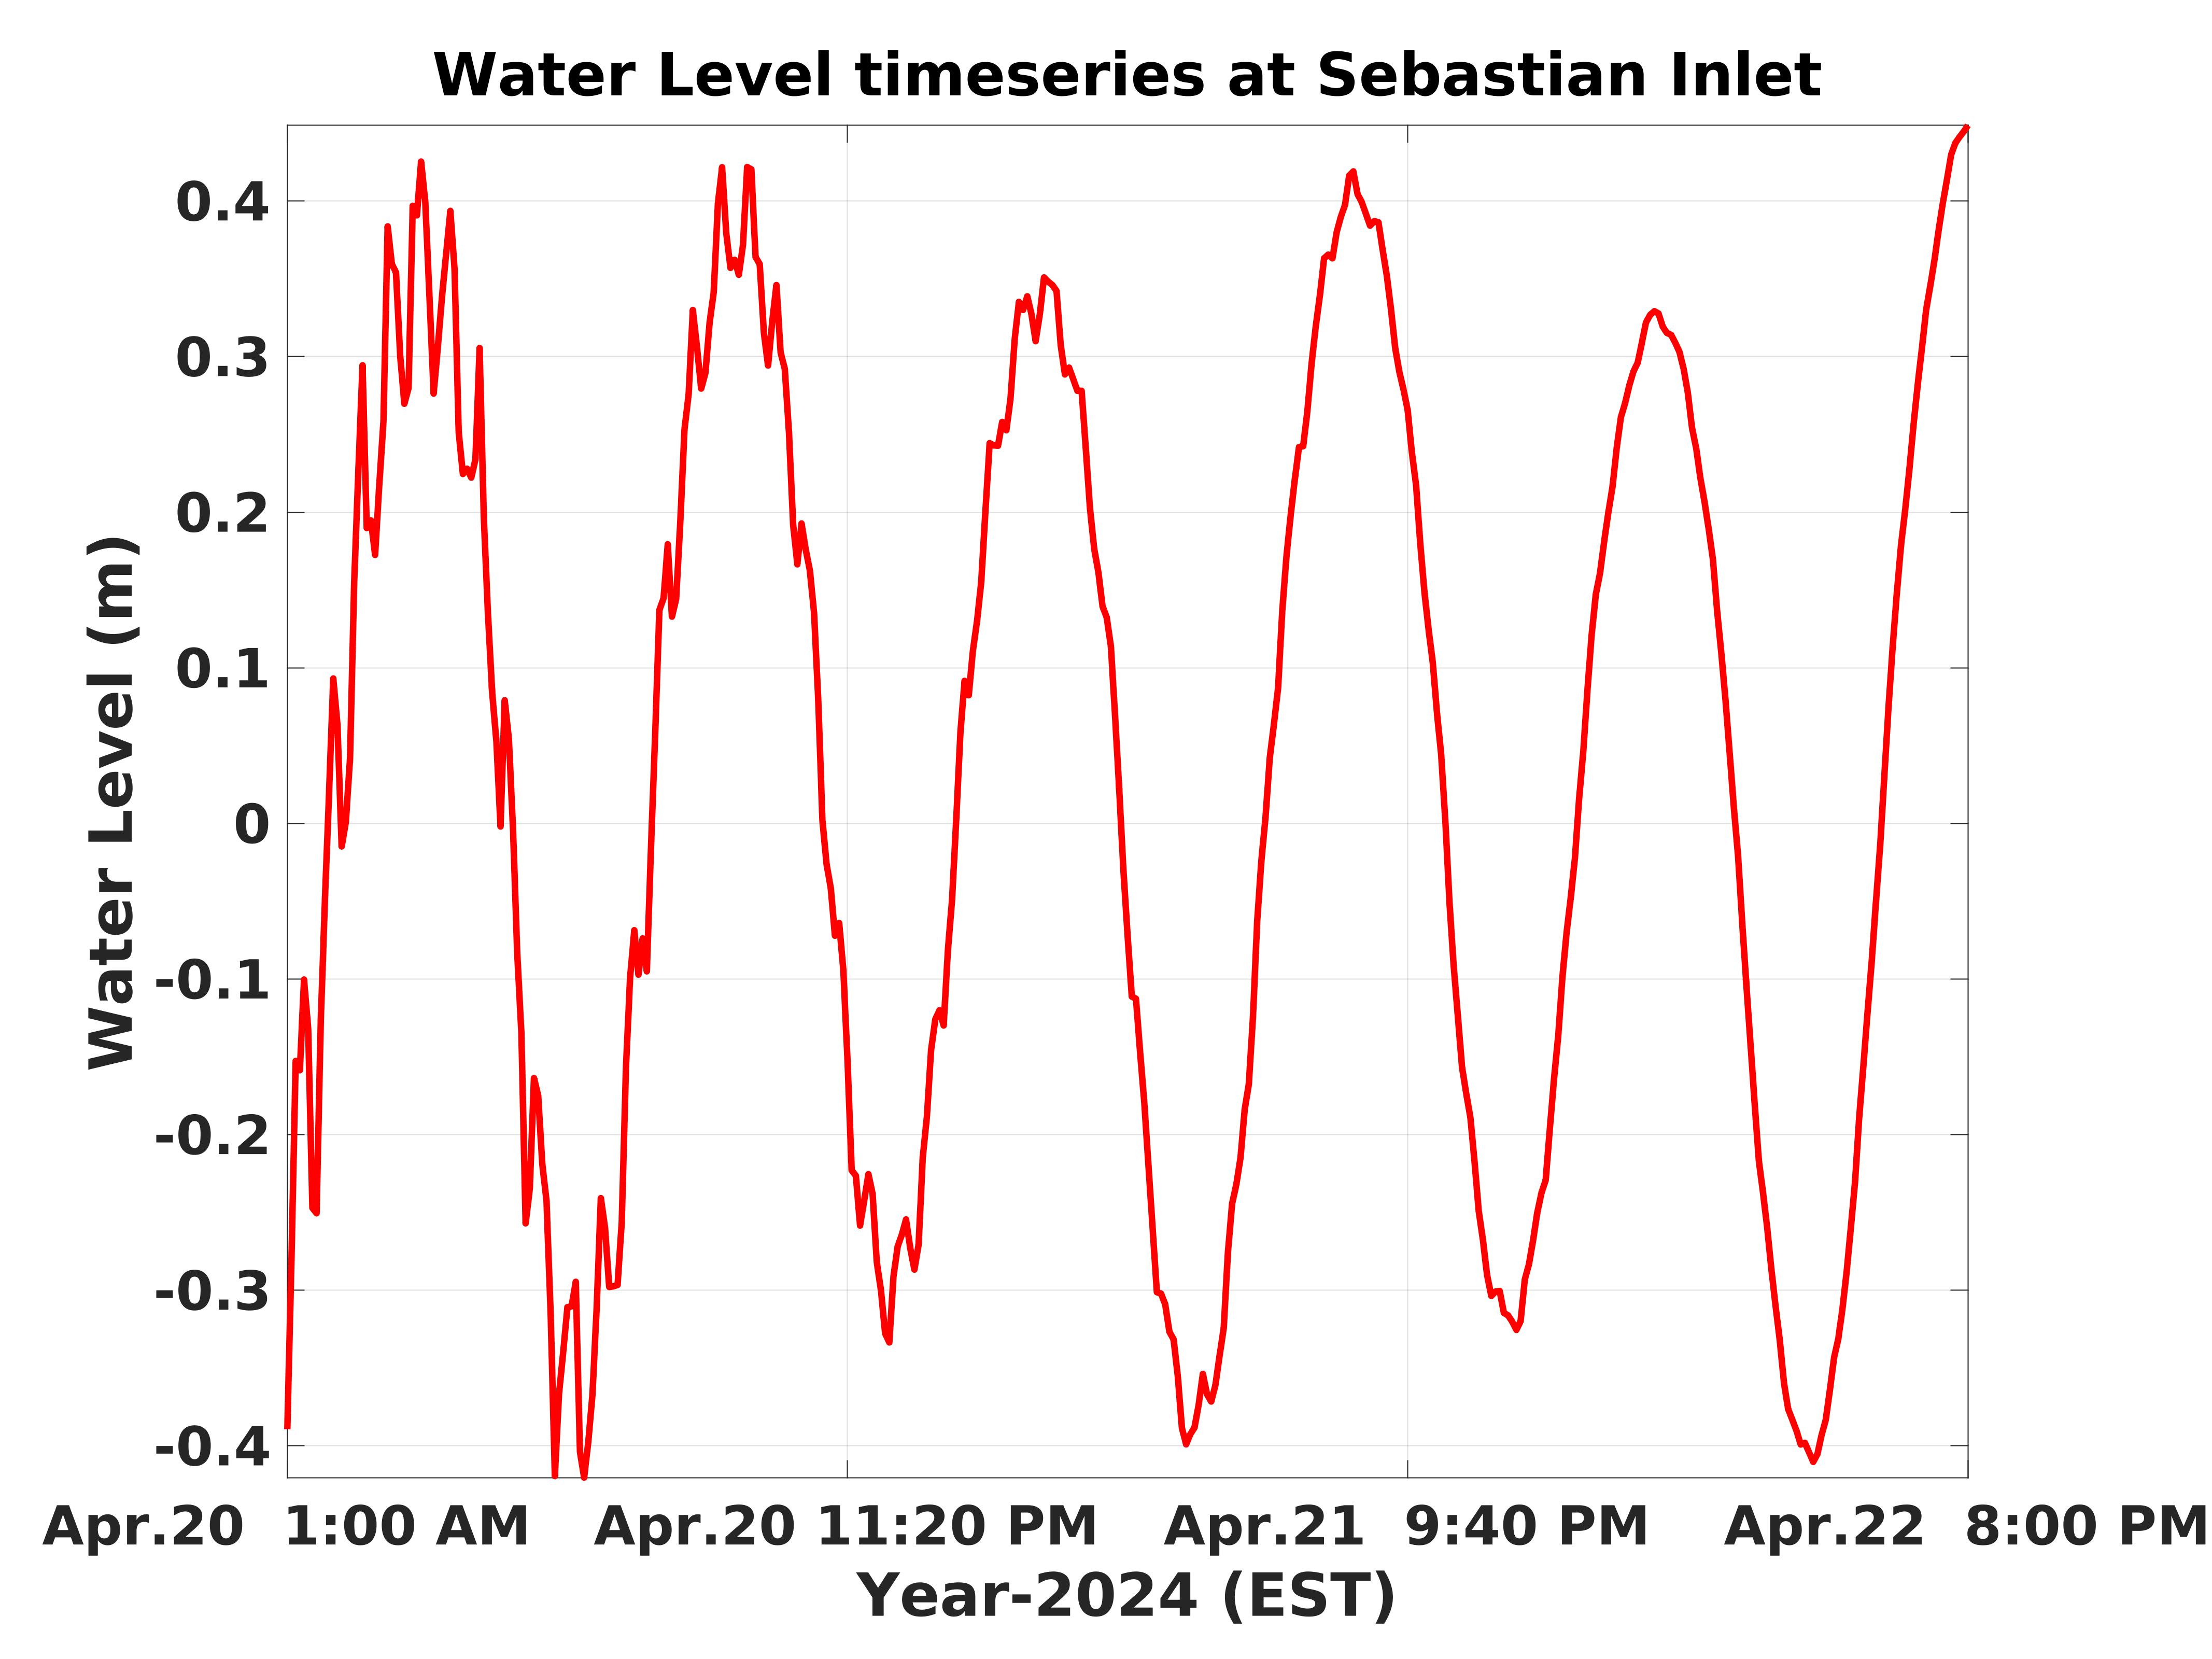 Water Level timeseries at Sebastian Inlet
Water Level (m)
0.4
0.3
0.2
0.1
0
-0.1
-0.2
-0.3
-0.4
Apr.20 1:00 AM
Apr.20 11:20 PM
Apr.21 9:40 PM
Apr.22 8:00 PM
Year-2024 (EST)